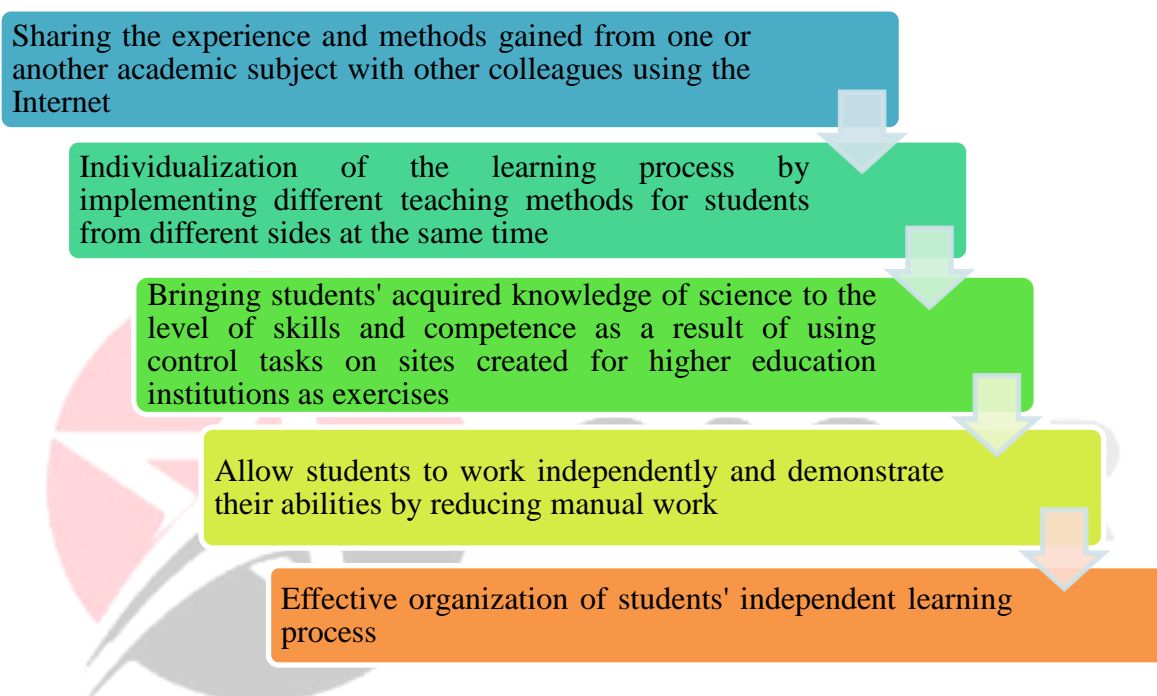 Sharing the experience and methods gained from one or
another academic subject with other colleagues using the
Internet
Individualization of the learning process by
implementing different teaching methods for students
from different sides at the same time
Bringing students' acquired knowledge of science to the
level of skills and competence as a result of using
control tasks on sites created for higher education
institutions as exercises
Allow students to work independently and demonstrate
their abilities by reducing manual work
Effective organization of students' independent learning
process